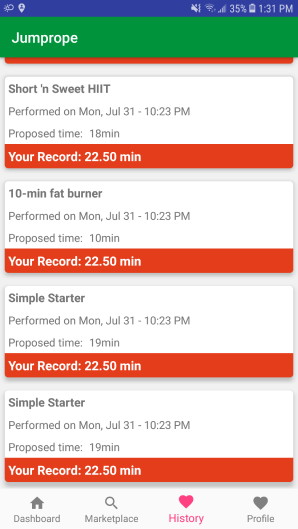 35% 1:31 PM
Jumprope
Short 'n Sweet HIIT
Performed on Mon, Jul 31 - 10:23 PM
Proposed time: 18min
Your Record: 22.50 min
10-min fat burner
Performed on Mon, Jul 31 - 10:23 PM
Proposed time: 10min
Your Record: 22.50 min
Simple Starter
Performed on Mon, Jul 31 - 10:23 PM
Proposed time: 19min
Your Record: 22.50 min
Simple Starter
Performed on Mon, Jul 31 - 10:23 PM
Proposed time: 19min
Your Record: 22.50 min
Dashboard Marketplace History Profile